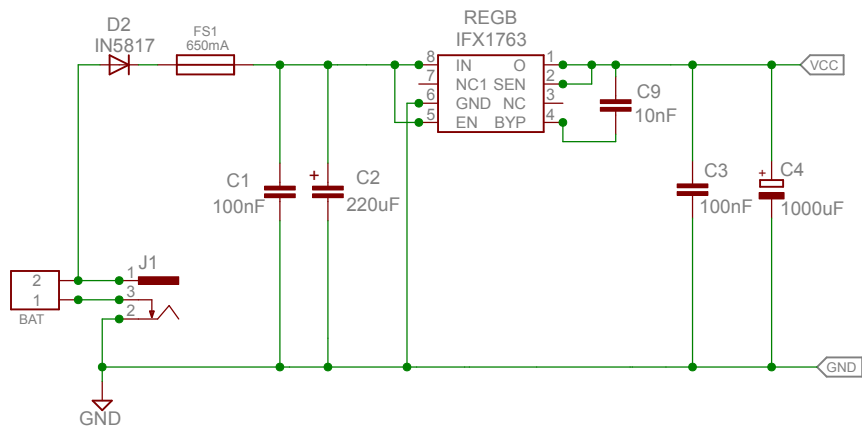 REGB
IFX1763
D2
IN5817
FS1
650mA
8 IN O 1
7 NC1 SEN 2
6 GND NC 3
5 EN BYP 4
VCC
C9
10nF
C1
100nF
+ C2
220uF
C3
100nF
+ C4
1000uF
J1
2 1
1 3
2
BAT
GND
GND